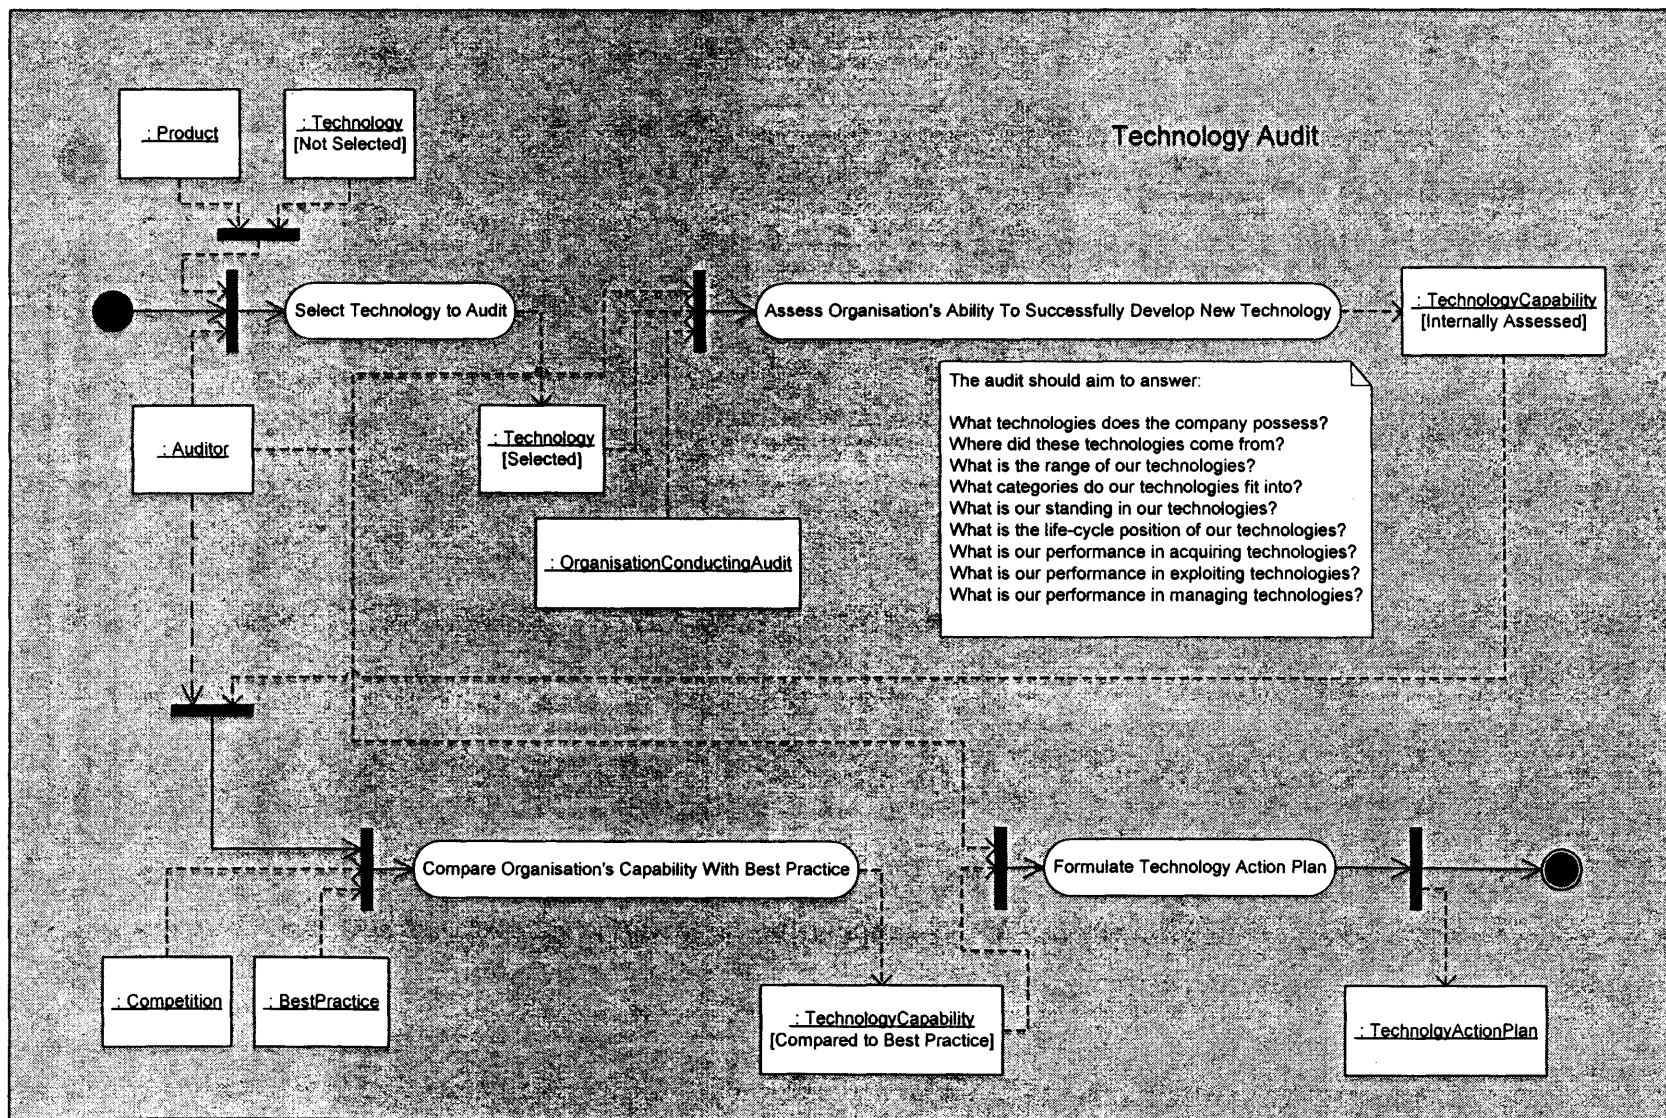 : Product
: Technology
[Not Selected]
Technology Audit
Select Technology to Audit
Assess Organisation's Ability To Successfully Develop New Technology
: TechnologyCapability
[Internally Assessed]
: Auditor
: Technology
[Selected]
: OrganisationConductingAudit
The audit should aim to answer:
What technologies does the company possess?
Where did these technologies come from?
What is the range of our technologies?
What categories do our technologies fit into?
What is our standing in our technologies?
What is the life-cycle position of our technologies?
What is our performance in acquiring technologies?
What is our performance in exploiting technologies?
What is our performance in managing technologies?
Compare Organisation's Capability With Best Practice
Formulate Technology Action Plan
: Competition
: BestPractice
: TechnologyCapability
[Compared to Best Practice]
: TechnolgyActionPlan